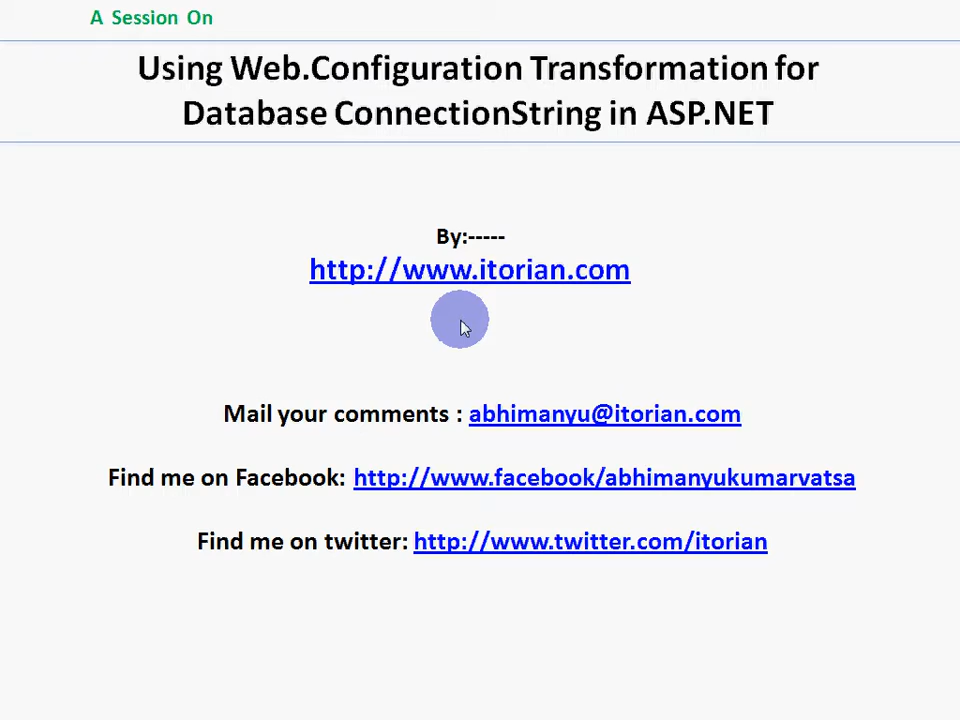 A Session On
Using Web.Configuration Transformation for
Database ConnectionString in ASP.NET
By:-----
http://www.itorian.com
Mail your comments : abhimanyu@itorian.com
Find me on Facebook: http://www.facebook/abhimanyukumarvatsa
Find me on twitter: http://www.twitter.com/itorian